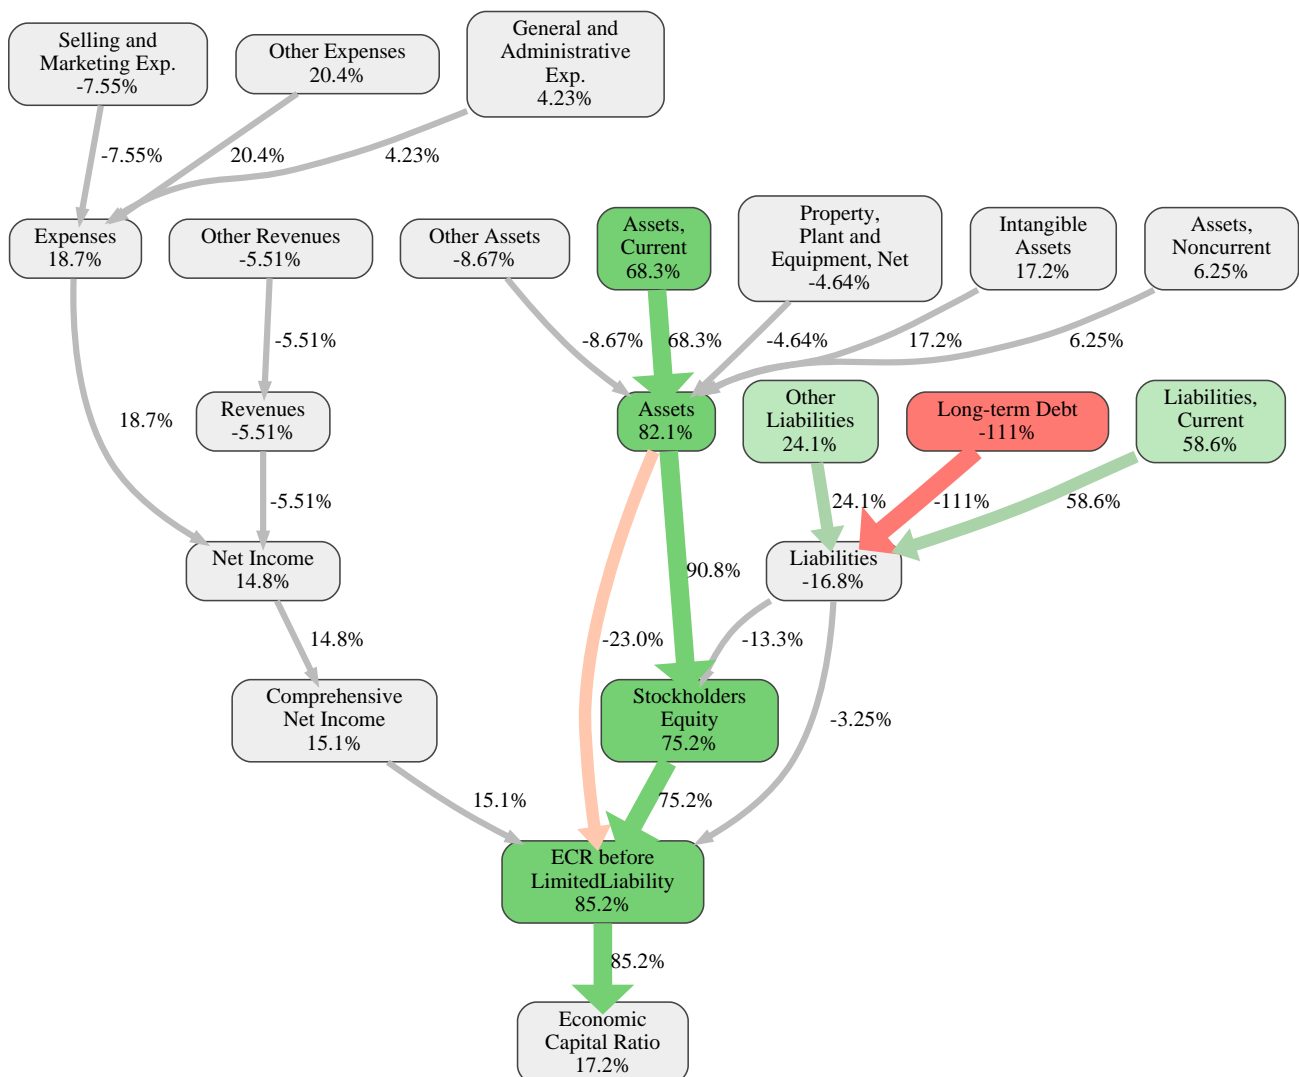 Selling and
Marketing Exp.
-7.55%
Other Expenses
20.4%
General and
Administrative
Exp.
4.23%
-7.55%
20.4%
4.23%
Expenses
18.7%
Other Revenues
-5.51%
Other Assets
-8.67%
Assets,
Current
68.3%
Property,
Plant and
Equipment, Net
-4.64%
Intangible
Assets
17.2%
Assets,
Noncurrent
6.25%
-5.51%
-8.67%
68.3%
-4.64%
17.2%
6.25%
18.7%
Revenues
-5.51%
Assets
82.1%
Other
Liabilities
24.1%
Long-term Debt
-111%
Liabilities,
Current
58.6%
-5.51%
24.1%
-111%
58.6%
Net Income
14.8%
90.8%
Liabilities
-16.8%
14.8%
-23.0%
-13.3%
-3.25%
Comprehensive
Net Income
15.1%
Stockholders
Equity
75.2%
15.1%
75.2%
ECR before
LimitedLiability
85.2%
85.2%
Economic
Capital Ratio
17.2%